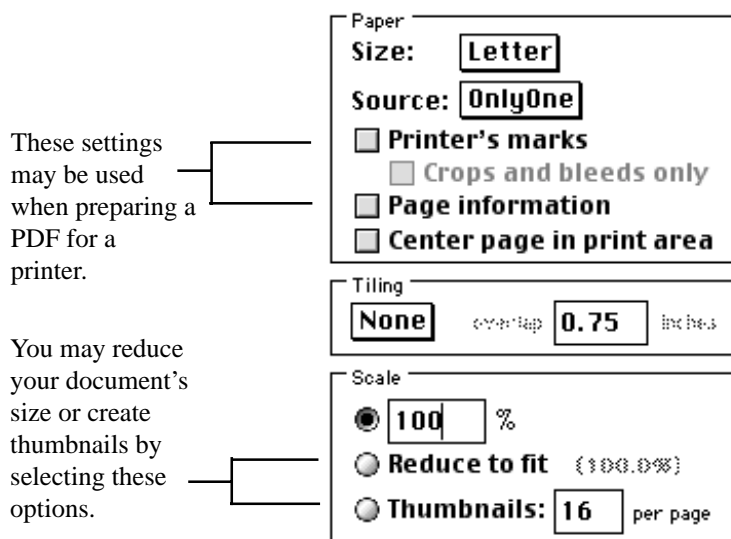 Paper
Size: Letter
Source: OnlyOne
These settings
may be used
when preparing a
PDF for a
printer.
Printer's marks
Crops and bleeds only
Page information
Center page in print area
Tiling
None overlap 0.75 inches
You may reduce
your document's
size or create
thumbnails by
selecting these
options.
Scale
100 %
Reduce to fit (100.0%)
Thumbnails: 16 per page